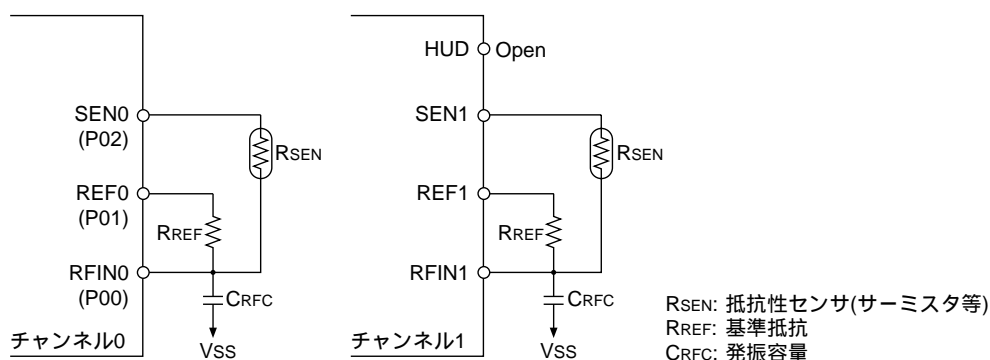 SEN0
(P02)
RSEN
REF0
(P01)
RREF
RFIN0
(P00)
CRFC
チャンネル0
VSS
HUD
Open
SEN1
RSEN
REF1
RREF
RFIN1
CRFC
チャンネル1
VSS
RSEN: 抵抗性センサ(サーミスタ等)
RREF: 基準抵抗
CRFC: 発振容量